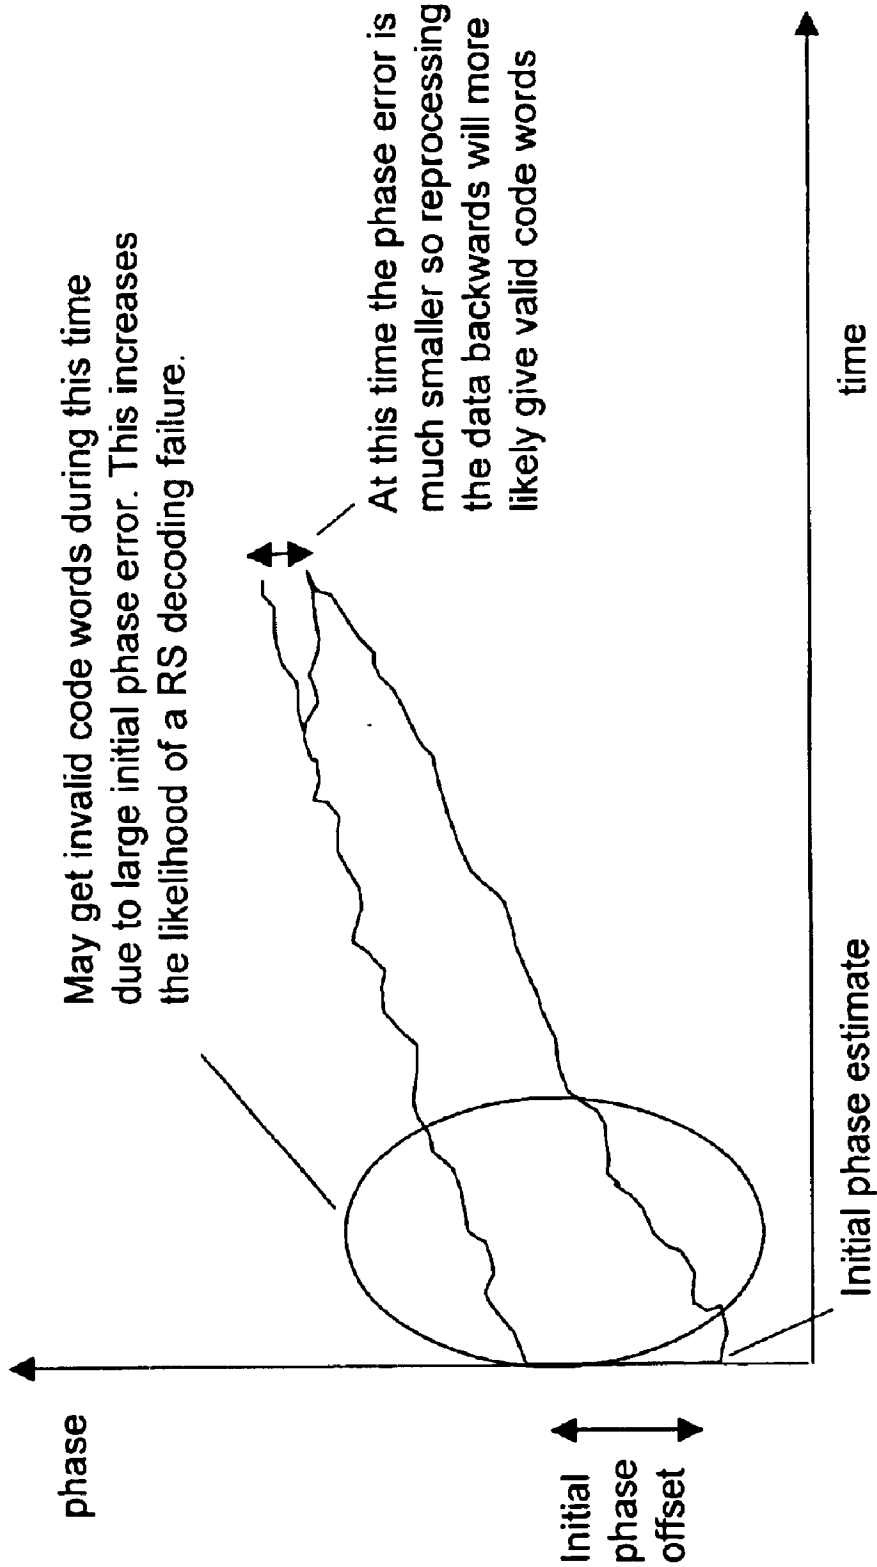 phase
May get invalid code words during this time
due to large initial phase error. This increases
the likelihood of a RS decoding failure.
At this time the phase error is
much smaller so reprocessing
the data backwards will more
likely give valid code words
Initial
phase
offset
Initial phase estimate
time